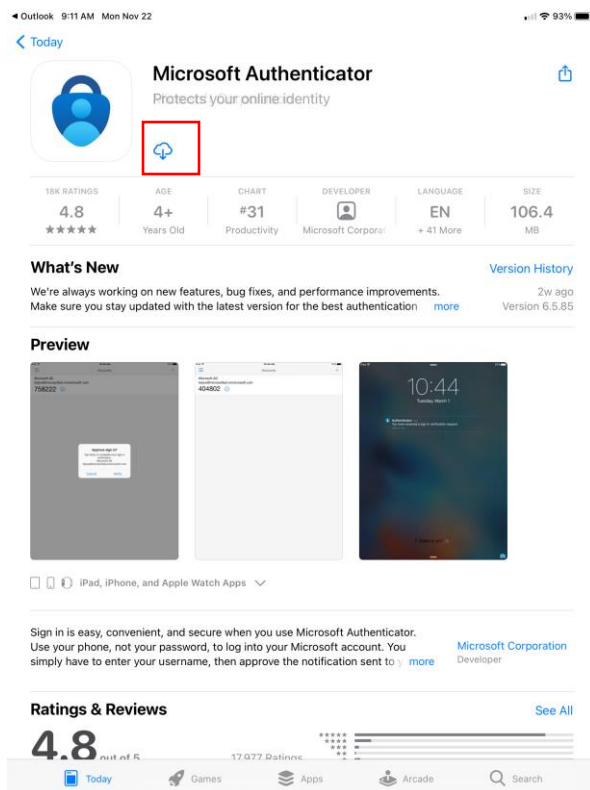 Outlook 9:11 AM Mon Nov 22 93%
Today
Microsoft Authenticator
Protects your online identity
18K RATINGS AGE CHART DEVELOPER LANGUAGE SIZE
4.8 4+ #31 EN 106.4
★★★★★ Years Old Productivity Microsoft Corporat + 41 More MB
What's New Version History
We're always working on new features, bug fixes, and performance improvements. 2w ago
Make sure you stay updated with the latest version for the best authentication more Version 6.5.85
Preview
758222
404802
10:44
Tuesday, March 1
iPad, iPhone, and Apple Watch Apps
Sign in is easy, convenient, and secure when you use Microsoft Authenticator.
Use your phone, not your password, to log into your Microsoft account. You Microsoft Corporation
simply have to enter your username, then approve the notification sent to y more Developer
Ratings & Reviews See All
4.8 out of 5 17,977 Ratings
Today Games Apps Arcade Search